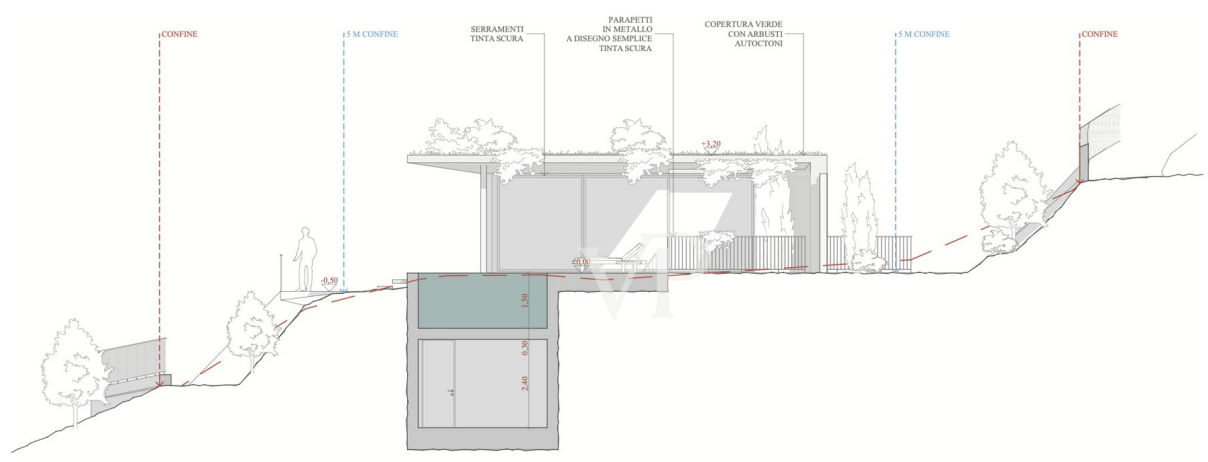 CONFINE
5 M CONFINE
SERRAMENTI
TINTA SCURA
PARAPETTI
IN METALLO
A DISEGNO SEMPLICE
TINTA SCURA
COPERTURA VERDE
CON ARBUSTI
AUTOCTONI
5 M CONFINE
CONFINE
+3,20
±0,00
-0,50
1,50
0,30
2,40
VP